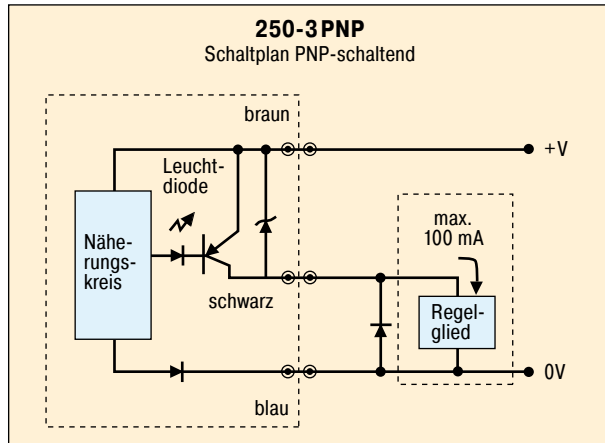 250-3 PNP
Schaltplan PNP-schaltend
braun
+V
Leucht-
diode
max.
100 mA
Nähe-
rungs-
kreis
schwarz
Regel-
glied
0V
blau